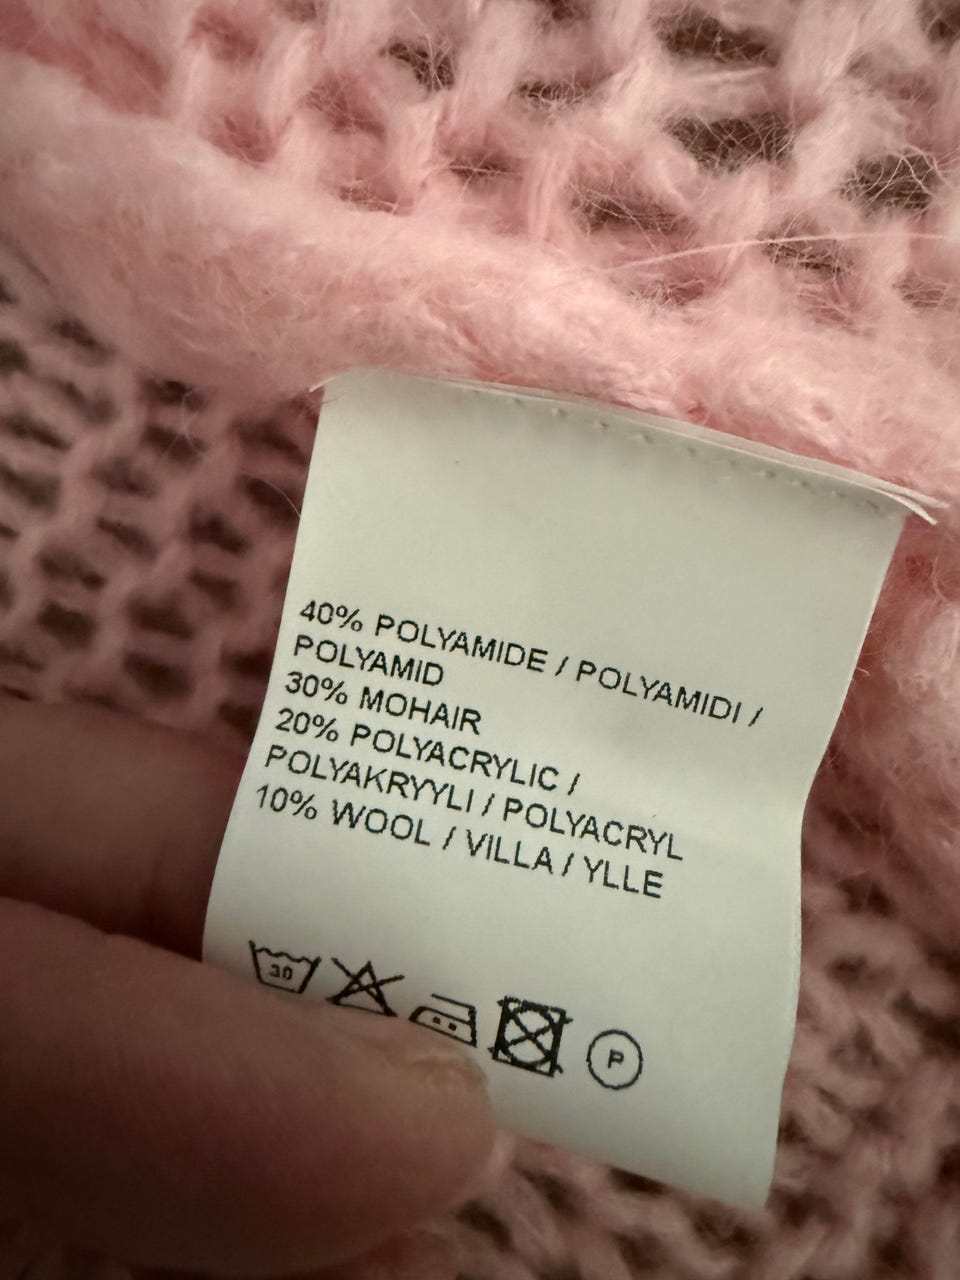 40% POLYAMIDE / POLYAMIDI /
POLYAMID
30% MOHAIR
20% POLYACRYLIC /
POLYAKRYYLI / POLYACRYL
10% WOOL / VILLA / YLLE
30
P